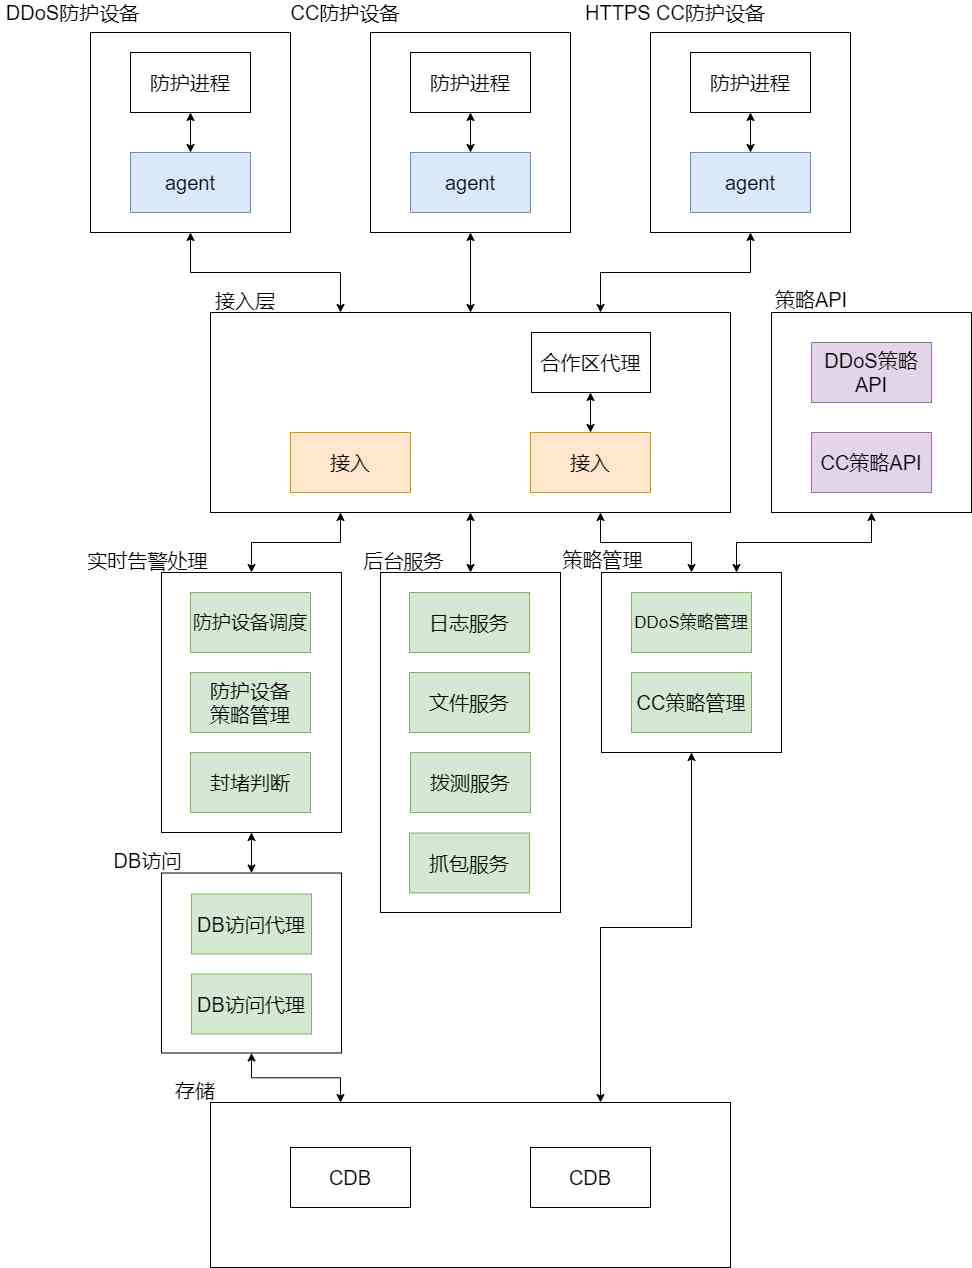 DDoS防护设备
CC防护设备
HTTPS CC防护设备
防护进程
防护进程
防护进程
agent
agent
agent
接入层
策略API
合作区代理
DDoS策略
API
接入
接入
CC策略API
实时告警处理
后台服务
策略管理
防护设备调度
日志服务
DDoS策略管理
防护设备
策略管理
文件服务
CC策略管理
封堵判断
拨测服务
DB访问
抓包服务
DB访问代理
DB访问代理
存储
CDB
CDB